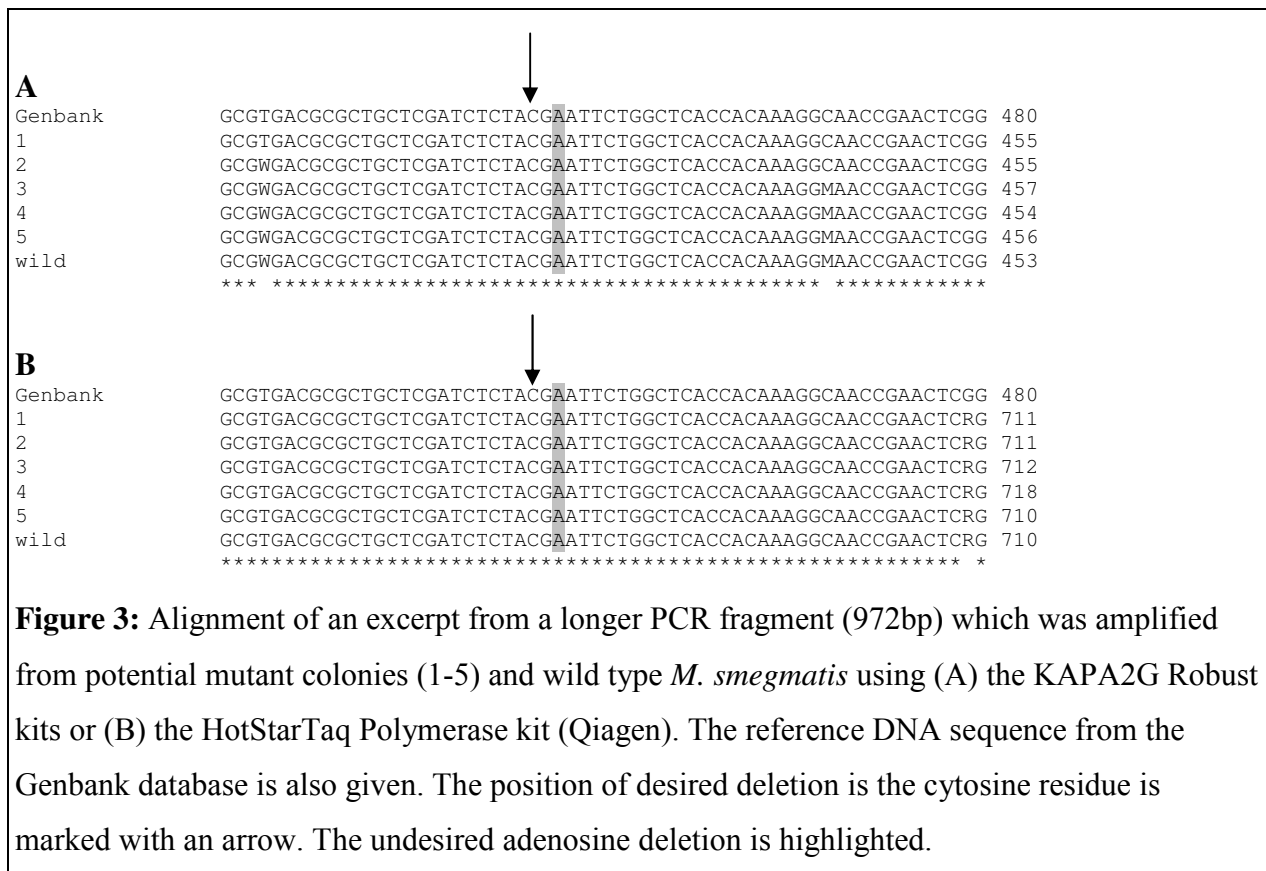 A
Genbank GCGTGACGCGCTGCTCGATCTCTACGAATTCTGGCTCACCACAAAGGCAACCGAACTCGG 480
1 GCGTGACGCGCTGCTCGATCTCTACGAATTCTGGCTCACCACAAAGGCAACCGAACTCGG 455
2 GCGWGACGCGCTGCTCGATCTCTACGAATTCTGGCTCACCACAAAGGCAACCGAACTCGG 455
3 GCGWGACGCGCTGCTCGATCTCTACGAATTCTGGCTCACCACAAAGGMAACCGAACTCGG 457
4 GCGWGACGCGCTGCTCGATCTCTACGAATTCTGGCTCACCACAAAGGMAACCGAACTCGG 454
5 GCGWGACGCGCTGCTCGATCTCTACGAATTCTGGCTCACCACAAAGGMAACCGAACTCGG 456
wild GCGWGACGCGCTGCTCGATCTCTACGAATTCTGGCTCACCACAAAGGMAACCGAACTCGG 453
*** ******************************************* ************
B
Genbank GCGTGACGCGCTGCTCGATCTCTACGAATTCTGGCTCACCACAAAGGCAACCGAACTCGG 480
1 GCGTGACGCGCTGCTCGATCTCTACGAATTCTGGCTCACCACAAAGGCAACCGAACTCRG 711
2 GCGTGACGCGCTGCTCGATCTCTACGAATTCTGGCTCACCACAAAGGCAACCGAACTCRG 711
3 GCGTGACGCGCTGCTCGATCTCTACGAATTCTGGCTCACCACAAAGGCAACCGAACTCRG 712
4 GCGTGACGCGCTGCTCGATCTCTACGAATTCTGGCTCACCACAAAGGCAACCGAACTCRG 718
5 GCGTGACGCGCTGCTCGATCTCTACGAATTCTGGCTCACCACAAAGGCAACCGAACTCRG 710
wild GCGTGACGCGCTGCTCGATCTCTACGAATTCTGGCTCACCACAAAGGCAACCGAACTCRG 710
********************************************************** *
Figure 3: Alignment of an excerpt from a longer PCR fragment (972bp) which was amplified
from potential mutant colonies (1-5) and wild type M. smegmatis using (A) the KAPA2G Robust
kits or (B) the HotStarTaq Polymerase kit (Qiagen). The reference DNA sequence from the
Genbank database is also given. The position of desired deletion is the cytosine residue is
marked with an arrow. The undesired adenosine deletion is highlighted.